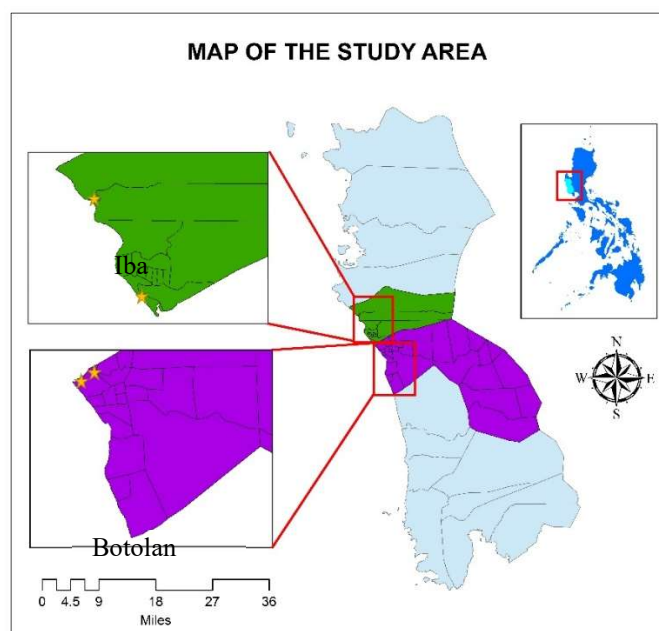 MAP OF THE STUDY AREA
Iba
Botolan
N
W E
S
0 4.5 9 18 27 36
Miles